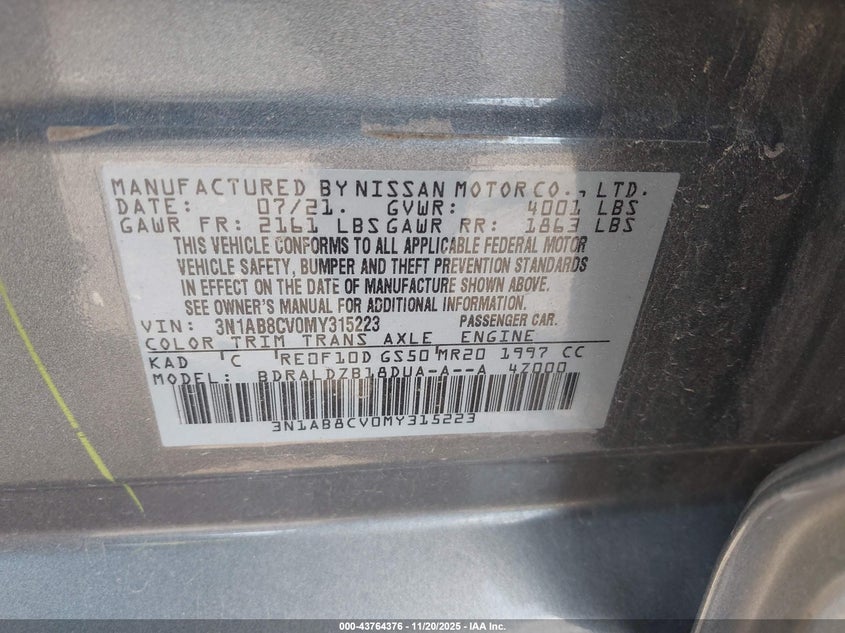 MANUFACTURED BY NISSAN MOTOR CO., LTD.
DATE: 07/21. GVWR: 4001 LBS
GAWR FR: 2161 LBS GAWR RR: 1863 LBS
THIS VEHICLE CONFORMS TO ALL APPLICABLE FEDERAL MOTOR
VEHICLE SAFETY, BUMPER AND THEFT PREVENTION STANDARDS
IN EFFECT ON THE DATE OF MANUFACTURE SHOWN ABOVE.
SEE OWNER'S MANUAL FOR ADDITIONAL INFORMATION.
VIN: 3N1AB8CV0MY315223 PASSENGER CAR.
COLOR TRIM TRANS AXLE ENGINE
KAD C RE0F10D GS50 MR20 1997 CC
MODEL: BDRALDZB18DUA-A--A 4Z000
3N1AB8CV0MY315223
000-43764376 - 11/20/2025 - IAA Inc.